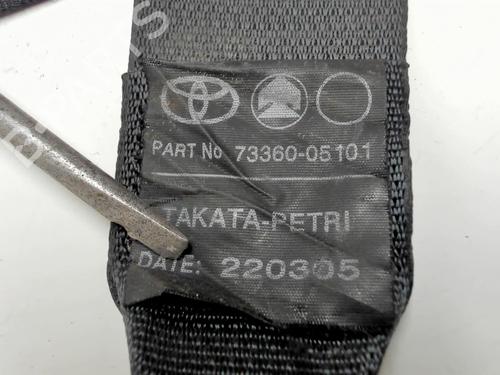 PART No 73360-05101
TAKATA-PETRI
DATE: 220305